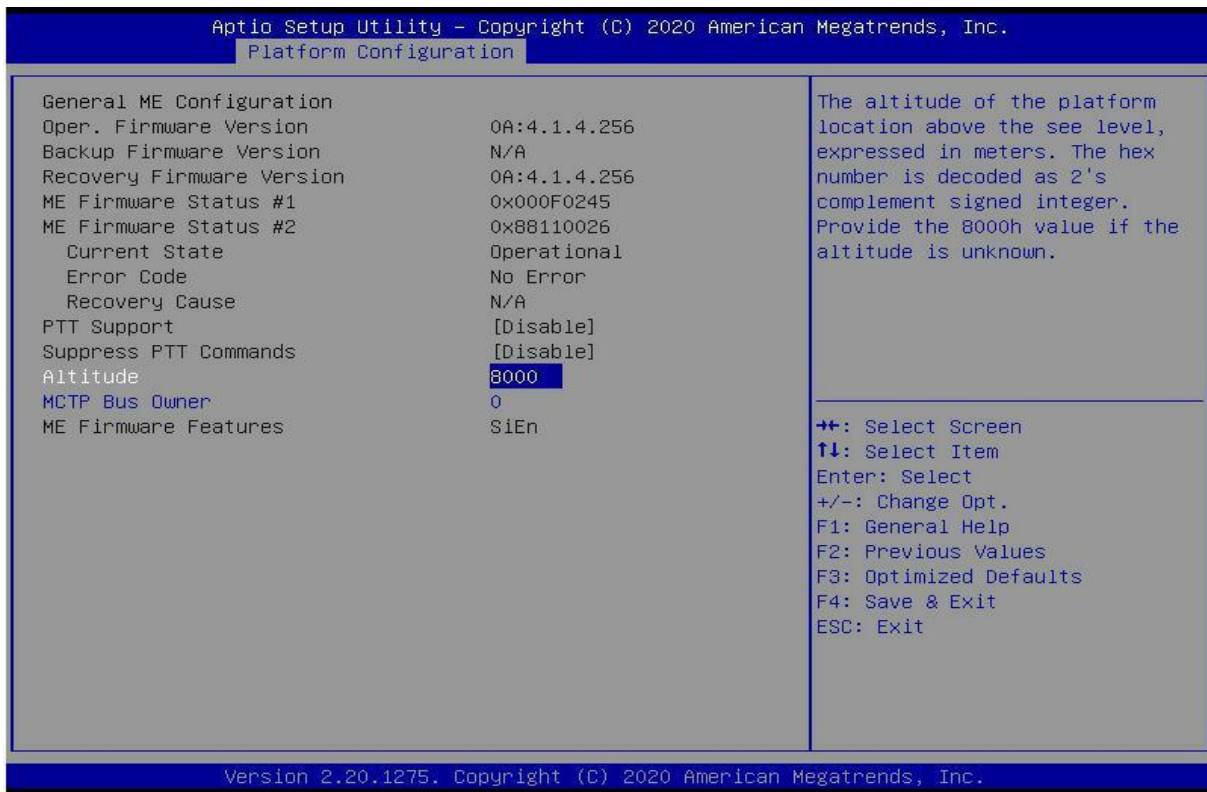 Aptio Setup Utility – Copyright (C) 2020 American Megatrends, Inc.
Platform Configuration
General ME Configuration
Oper. Firmware Version 0A:4.1.4.256
Backup Firmware Version N/A
Recovery Firmware Version 0A:4.1.4.256
ME Firmware Status #1 0x000F0245
ME Firmware Status #2 0x88110026
Current State Operational
Error Code No Error
Recovery Cause N/A
PTT Support [Disable]
Suppress PTT Commands [Disable]
Altitude 8000
MCTP Bus Owner 0
ME Firmware Features SiEn
The altitude of the platform
location above the see level,
expressed in meters. The hex
number is decoded as 2's
complement signed integer.
Provide the 8000h value if the
altitude is unknown.
→←: Select Screen
↑↓: Select Item
Enter: Select
+/-: Change Opt.
F1: General Help
F2: Previous Values
F3: Optimized Defaults
F4: Save & Exit
ESC: Exit
Version 2.20.1275. Copyright (C) 2020 American Megatrends, Inc.